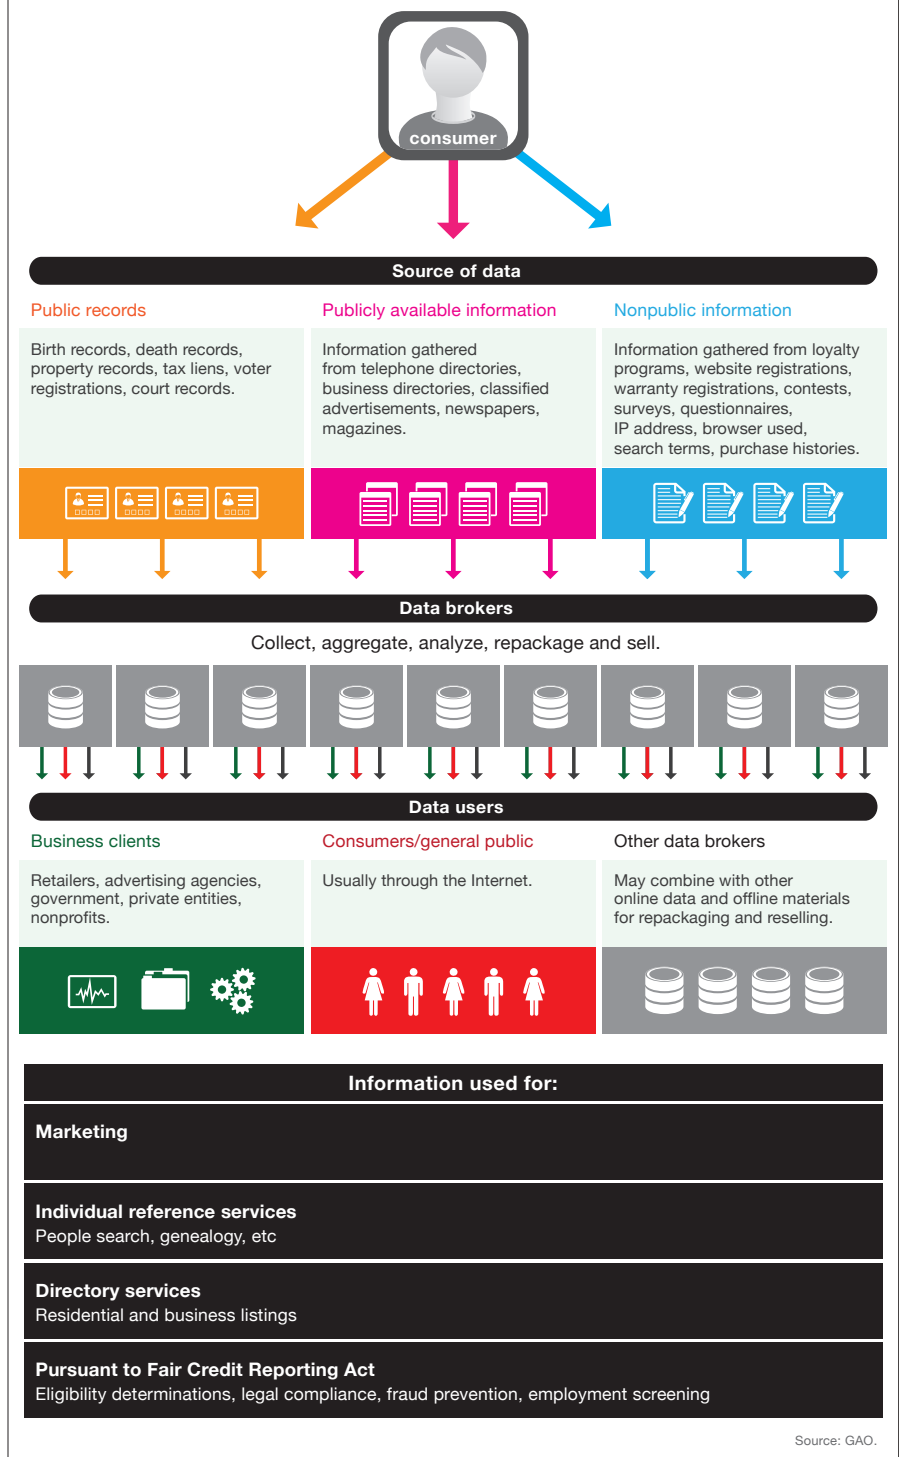 consumer
Source of data
Public records
Birth records, death records,
property records, tax liens, voter
registrations, court records.
Publicly available information
Information gathered
from telephone directories,
business directories, classified
advertisements, newspapers,
magazines.
Nonpublic information
Information gathered from loyalty
programs, website registrations,
warranty registrations, contests,
surveys, questionnaires,
IP address, browser used,
search terms, purchase histories.
Data brokers
Collect, aggregate, analyze, repackage and sell.
Data users
Business clients
Retailers, advertising agencies,
government, private entities,
nonprofits.
Consumers/general public
Usually through the Internet.
Other data brokers
May combine with other
online data and offline materials
for repackaging and reselling.
Information used for:
Marketing
Individual reference services
People search, genealogy, etc
Directory services
Residential and business listings
Pursuant to Fair Credit Reporting Act
Eligibility determinations, legal compliance, fraud prevention, employment screening
Source: GAO.